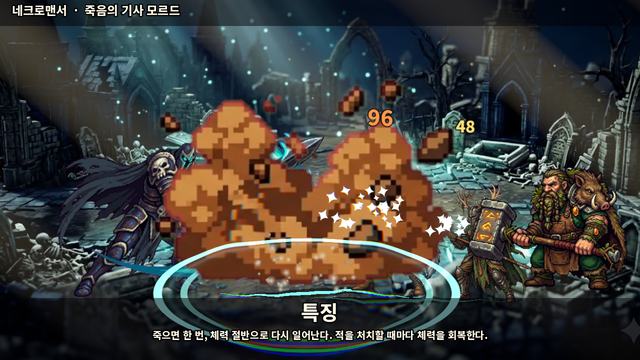 네크로맨서 · 죽음의 기사 모르드
96
48
특징
죽으면 한 번, 체력 절반으로 다시 일어난다. 적을 처치할 때마다 체력을 회복한다.